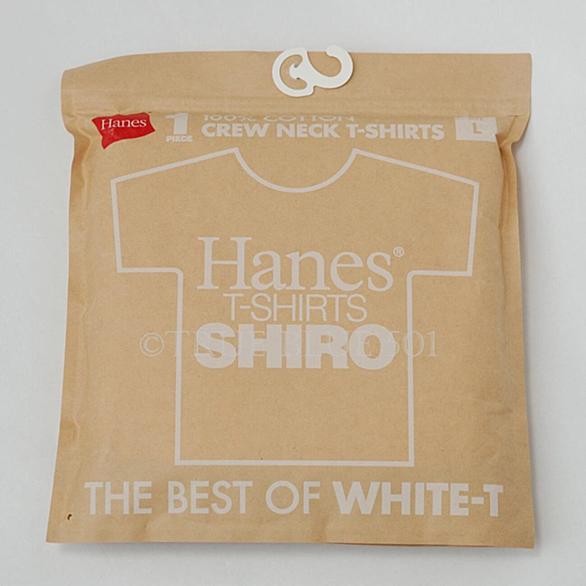 Hanes
1
PIECE
100% COTTON
CREW NECK T-SHIRTS
L
Hanes®
T-SHIRTS
SHIRO
THE BEST OF WHITE-T